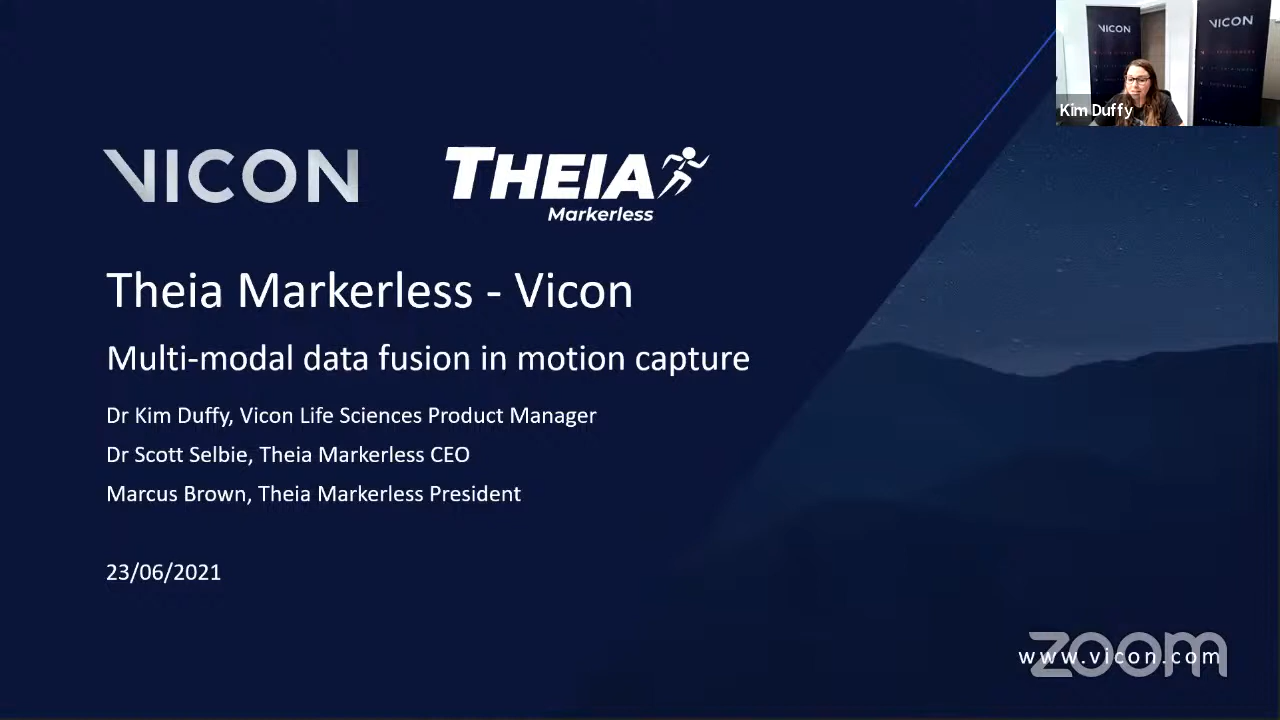 VICON
VICON
Kim Duffy
VICON
THEIA
Markerless
Theia Markerless - Vicon
Multi-modal data fusion in motion capture
Dr Kim Duffy, Vicon Life Sciences Product Manager
Dr Scott Selbie, Theia Markerless CEO
Marcus Brown, Theia Markerless President
23/06/2021
zoom
www.vicon.com